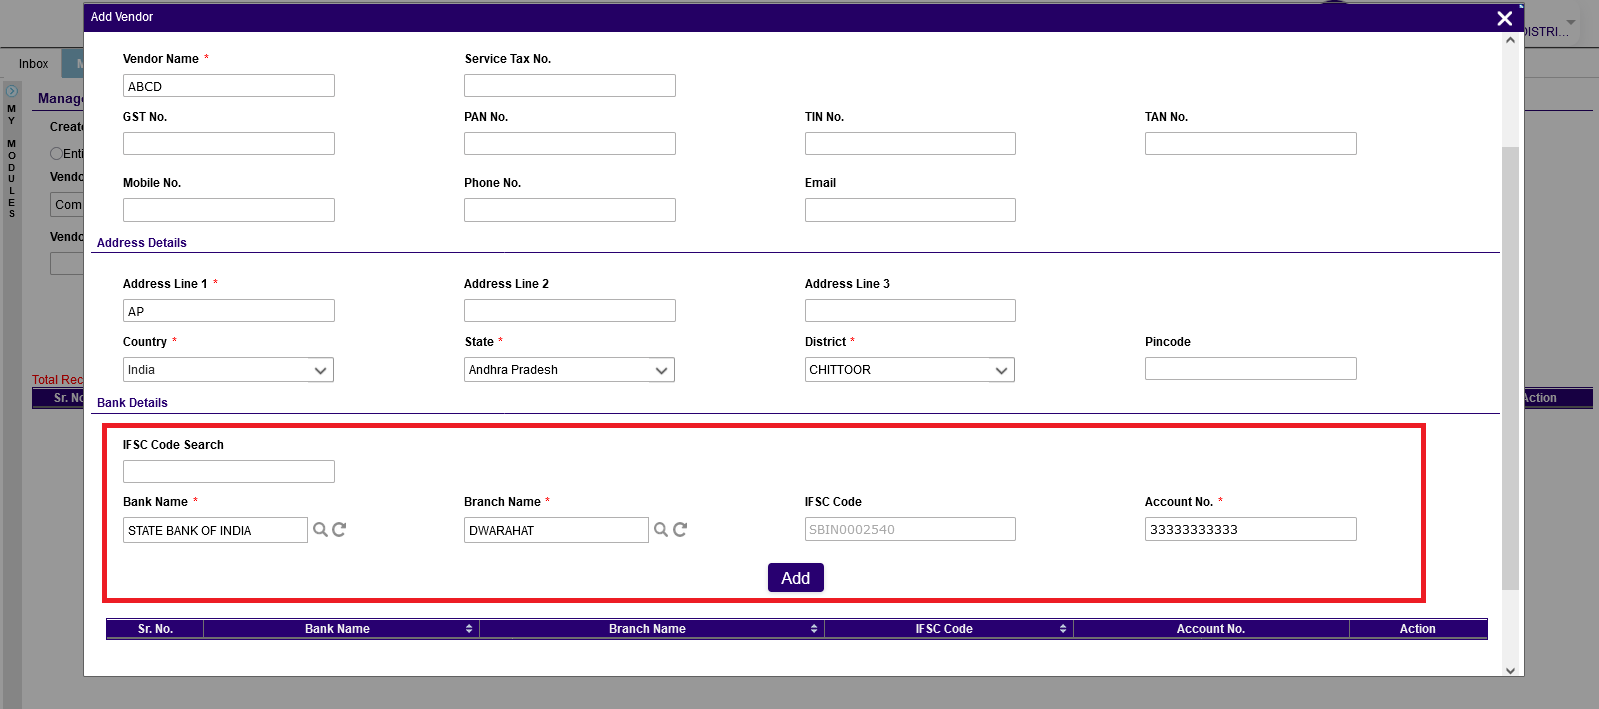 Add Vendor
DISTRI...
Inbox
M
MY MODULES
Manage
Create
Enti
Vendo
Com
Vendo
Total Rec
Sr. No
Action
Vendor Name *
Service Tax No.
ABCD
GST No.
PAN No.
TIN No.
TAN No.
Mobile No.
Phone No.
Email
Address Details
Address Line 1 *
Address Line 2
Address Line 3
AP
Country *
State *
District *
Pincode
India
Andhra Pradesh
CHITTOOR
Bank Details
IFSC Code Search
Bank Name *
Branch Name *
IFSC Code
Account No. *
STATE BANK OF INDIA
DWARAHAT
SBIN0002540
33333333333
Add
Sr. No.
Bank Name
Branch Name
IFSC Code
Account No.
Action